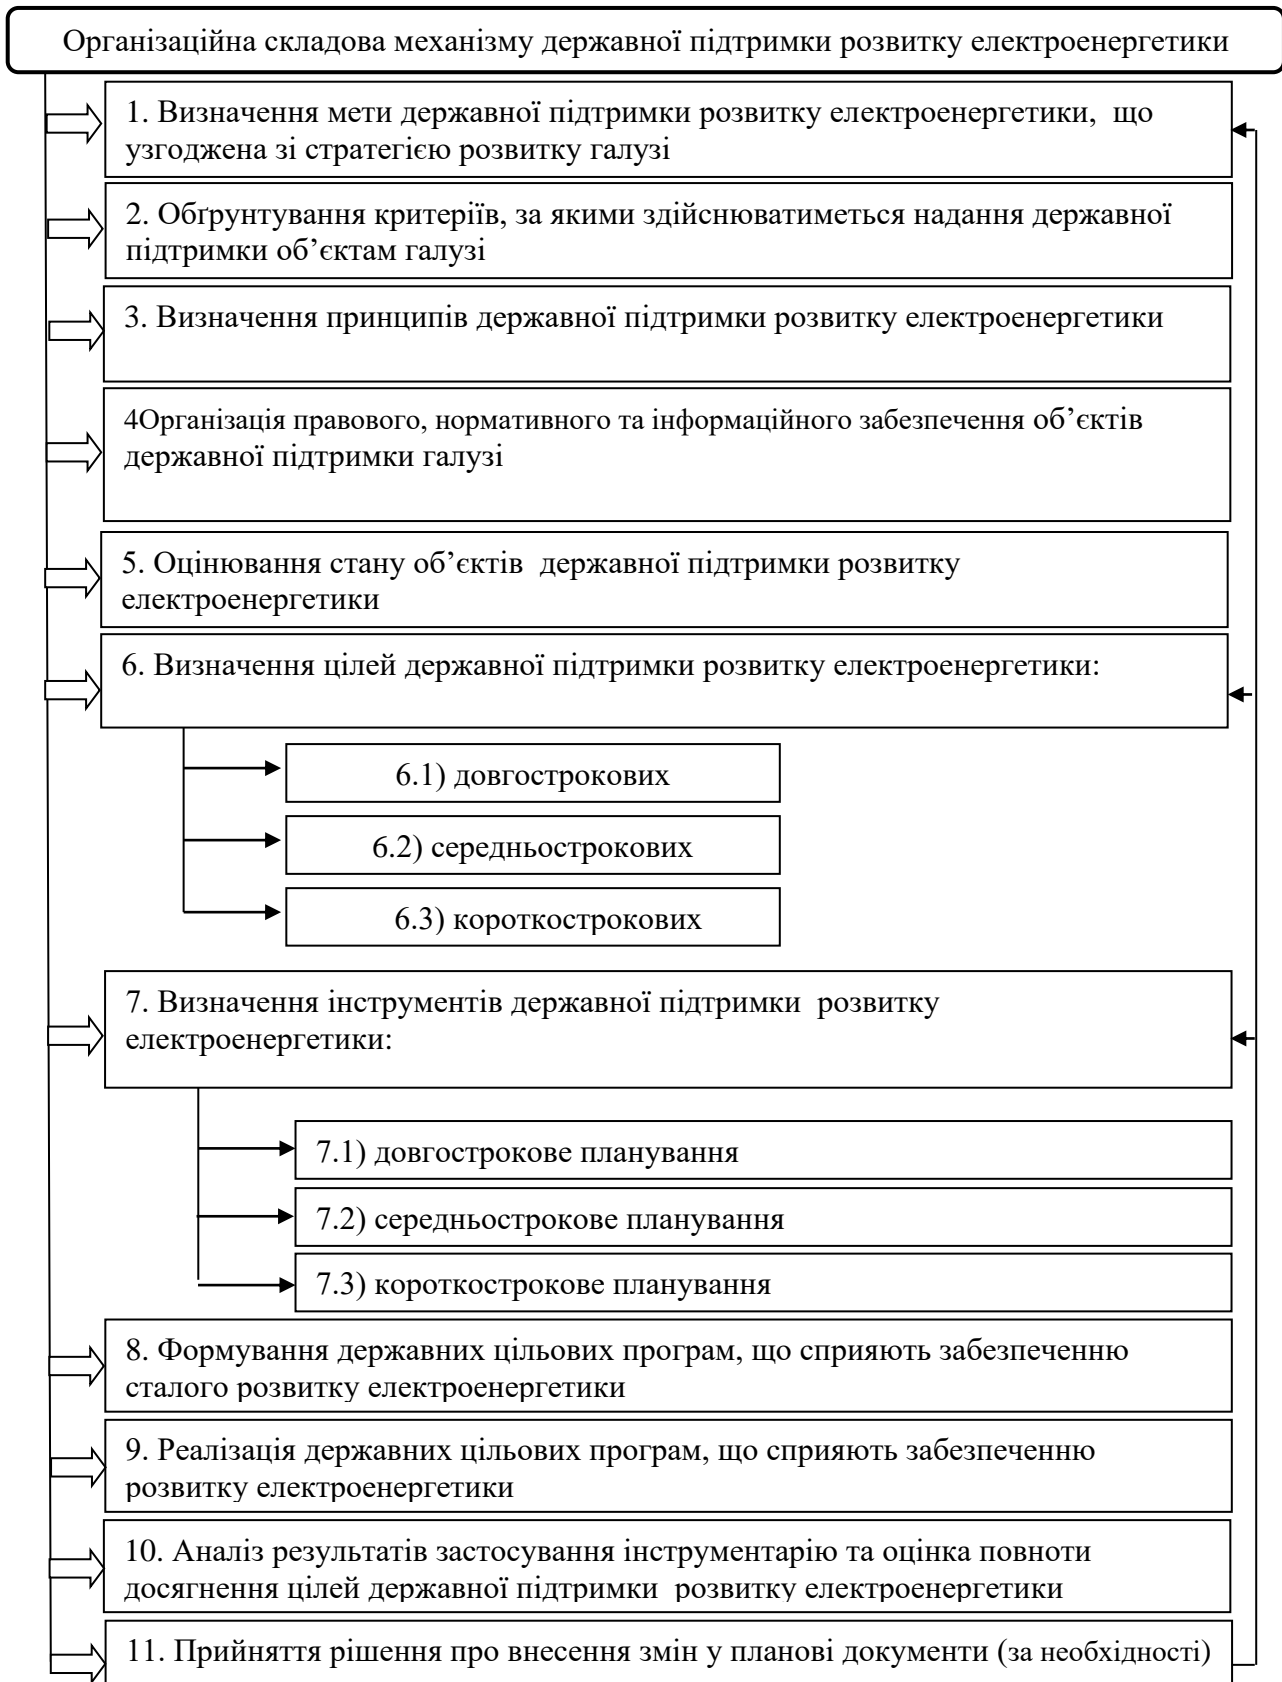 Організаційна складова механізму державної підтримки розвитку електроенергетики
1. Визначення мети державної підтримки розвитку електроенергетики, що
узгоджена зі стратегією розвитку галузі
2. Обґрунтування критеріїв, за якими здійснюватиметься надання державної
підтримки об’єктам галузі
3. Визначення принципів державної підтримки розвитку електроенергетики
4Організація правового, нормативного та інформаційного забезпечення об’єктів
державної підтримки галузі
5. Оцінювання стану об’єктів державної підтримки розвитку
електроенергетики
6. Визначення цілей державної підтримки розвитку електроенергетики:
6.1) довгострокових
6.2) середньострокових
6.3) короткострокових
7. Визначення інструментів державної підтримки розвитку
електроенергетики:
7.1) довгострокове планування
7.2) середньострокове планування
7.3) короткострокове планування
8. Формування державних цільових програм, що сприяють забезпеченню
сталого розвитку електроенергетики
9. Реалізація державних цільових програм, що сприяють забезпеченню
розвитку електроенергетики
10. Аналіз результатів застосування інструментарію та оцінка повноти
досягнення цілей державної підтримки розвитку електроенергетики
11. Прийняття рішення про внесення змін у планові документи (за необхідності)